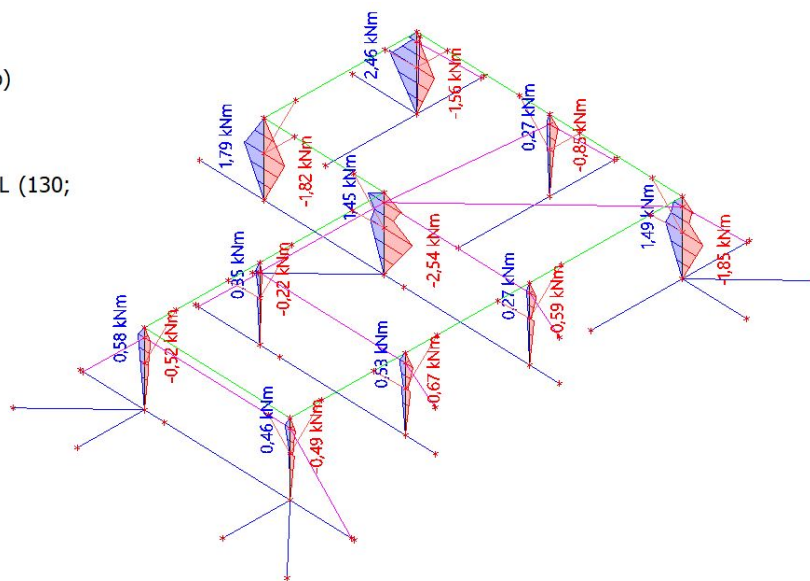 )
L (130;
2,46 kNm
-1,56 kNm
0,27 kNm
-0,85 kNm
1,79 kNm
-1,82 kNm
1,45 kNm
-2,54 kNm
1,49 kNm
-1,85 kNm
0,35 kNm
-0,22 kNm
0,27 kNm
-0,59 kNm
0,58 kNm
-0,52 kNm
0,53 kNm
-0,67 kNm
0,46 kNm
-0,49 kNm